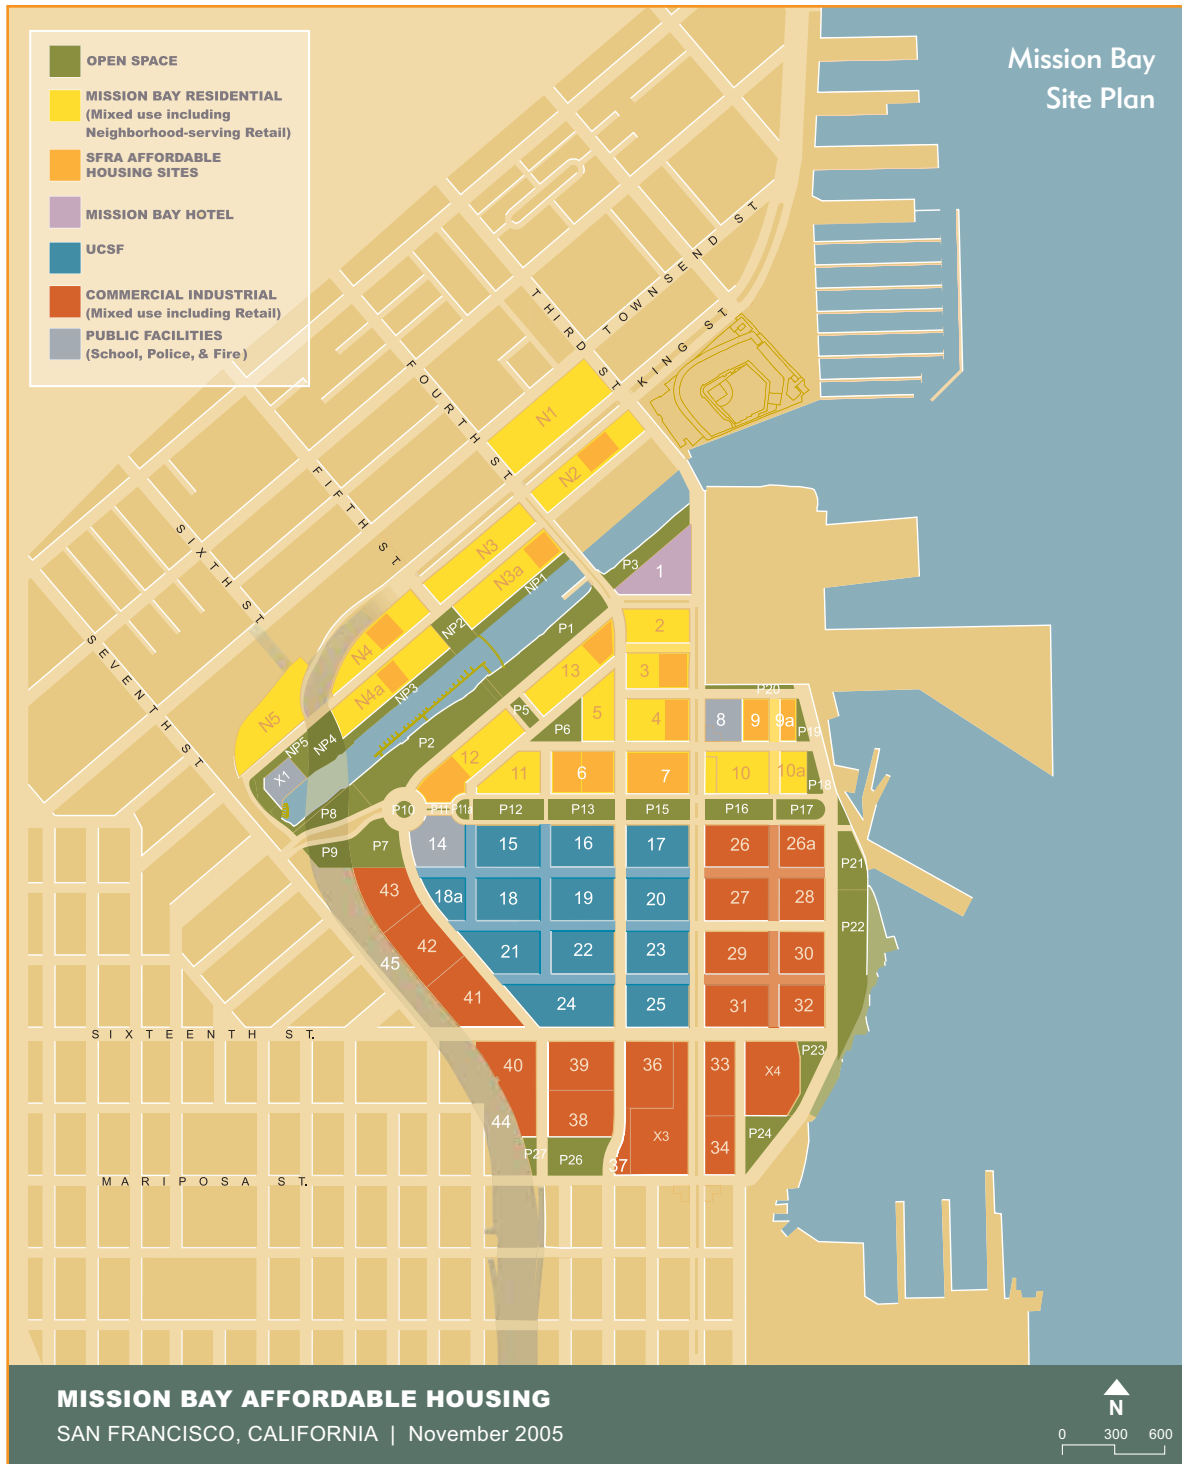 Mission Bay
Site Plan
OPEN SPACE
MISSION BAY RESIDENTIAL
(Mixed use including
Neighborhood-serving Retail)
SFRA AFFORDABLE
HOUSING SITES
MISSION BAY HOTEL
UCSF
COMMERCIAL INDUSTRIAL
(Mixed use including Retail)
PUBLIC FACILITIES
(School, Police, & Fire)
TOWNSEND ST.
THIRD ST.
KING ST.
FOURTH ST.
FIFTH ST.
SIXTH ST.
SEVENTH ST.
N1
N2
N3
N3a
NP1
P3
1
NP2
P1
2
N4
N4a
NP3
13
3
P20
N5
P5
5
P6
4
8
9
9a
P19
NP5
NP4
P2
12
X1
11
6
7
10
10a
P18
P8
P10
P11
P11a
P12
P13
P15
P16
P17
P9
P7
14
15
16
17
26
26a
P21
43
18a
18
19
20
27
28
P22
42
45
21
22
23
29
30
41
24
25
31
32
SIXTEENTH ST.
40
39
36
33
X4
P23
44
38
X3
34
P24
P27
P26
37
MARIPOSA ST.
MISSION BAY AFFORDABLE HOUSING
SAN FRANCISCO, CALIFORNIA | November 2005
N
0 300 600